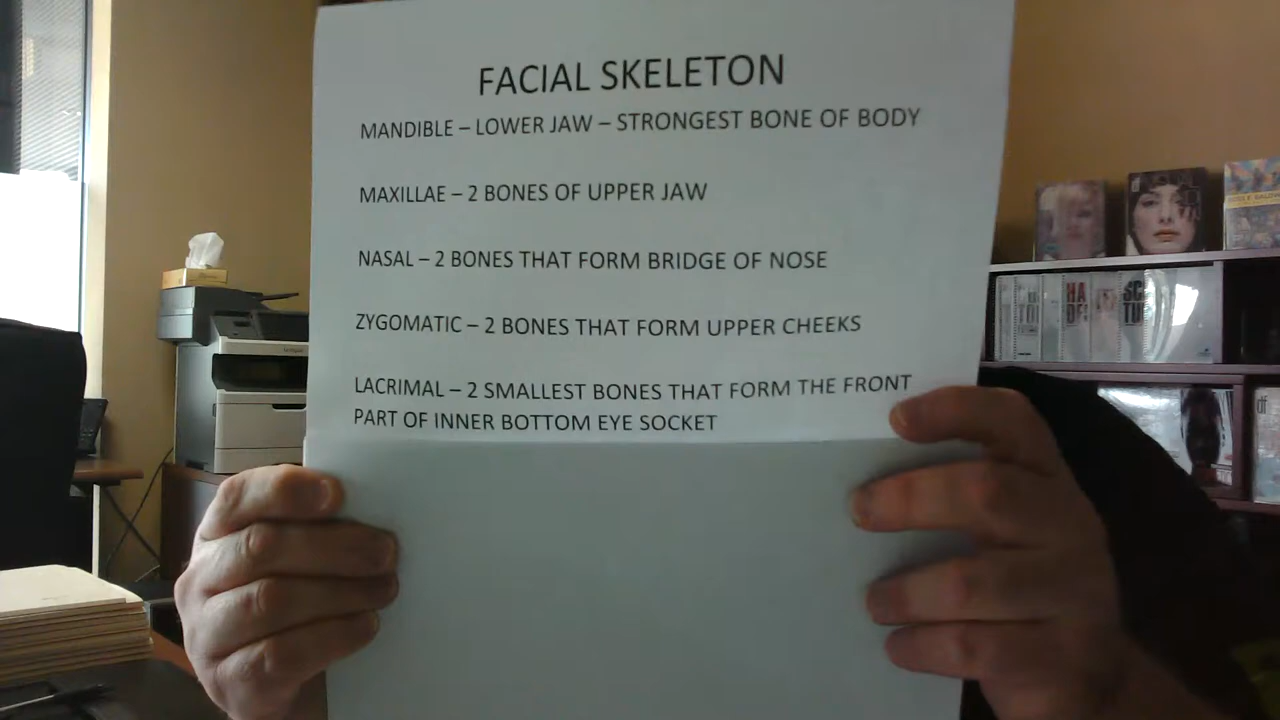 FACIAL SKELETON
MANDIBLE – LOWER JAW – STRONGEST BONE OF BODY
MAXILLAE – 2 BONES OF UPPER JAW
NASAL – 2 BONES THAT FORM BRIDGE OF NOSE
ZYGOMATIC – 2 BONES THAT FORM UPPER CHEEKS
LACRIMAL – 2 SMALLEST BONES THAT FORM THE FRONT
PART OF INNER BOTTOM EYE SOCKET